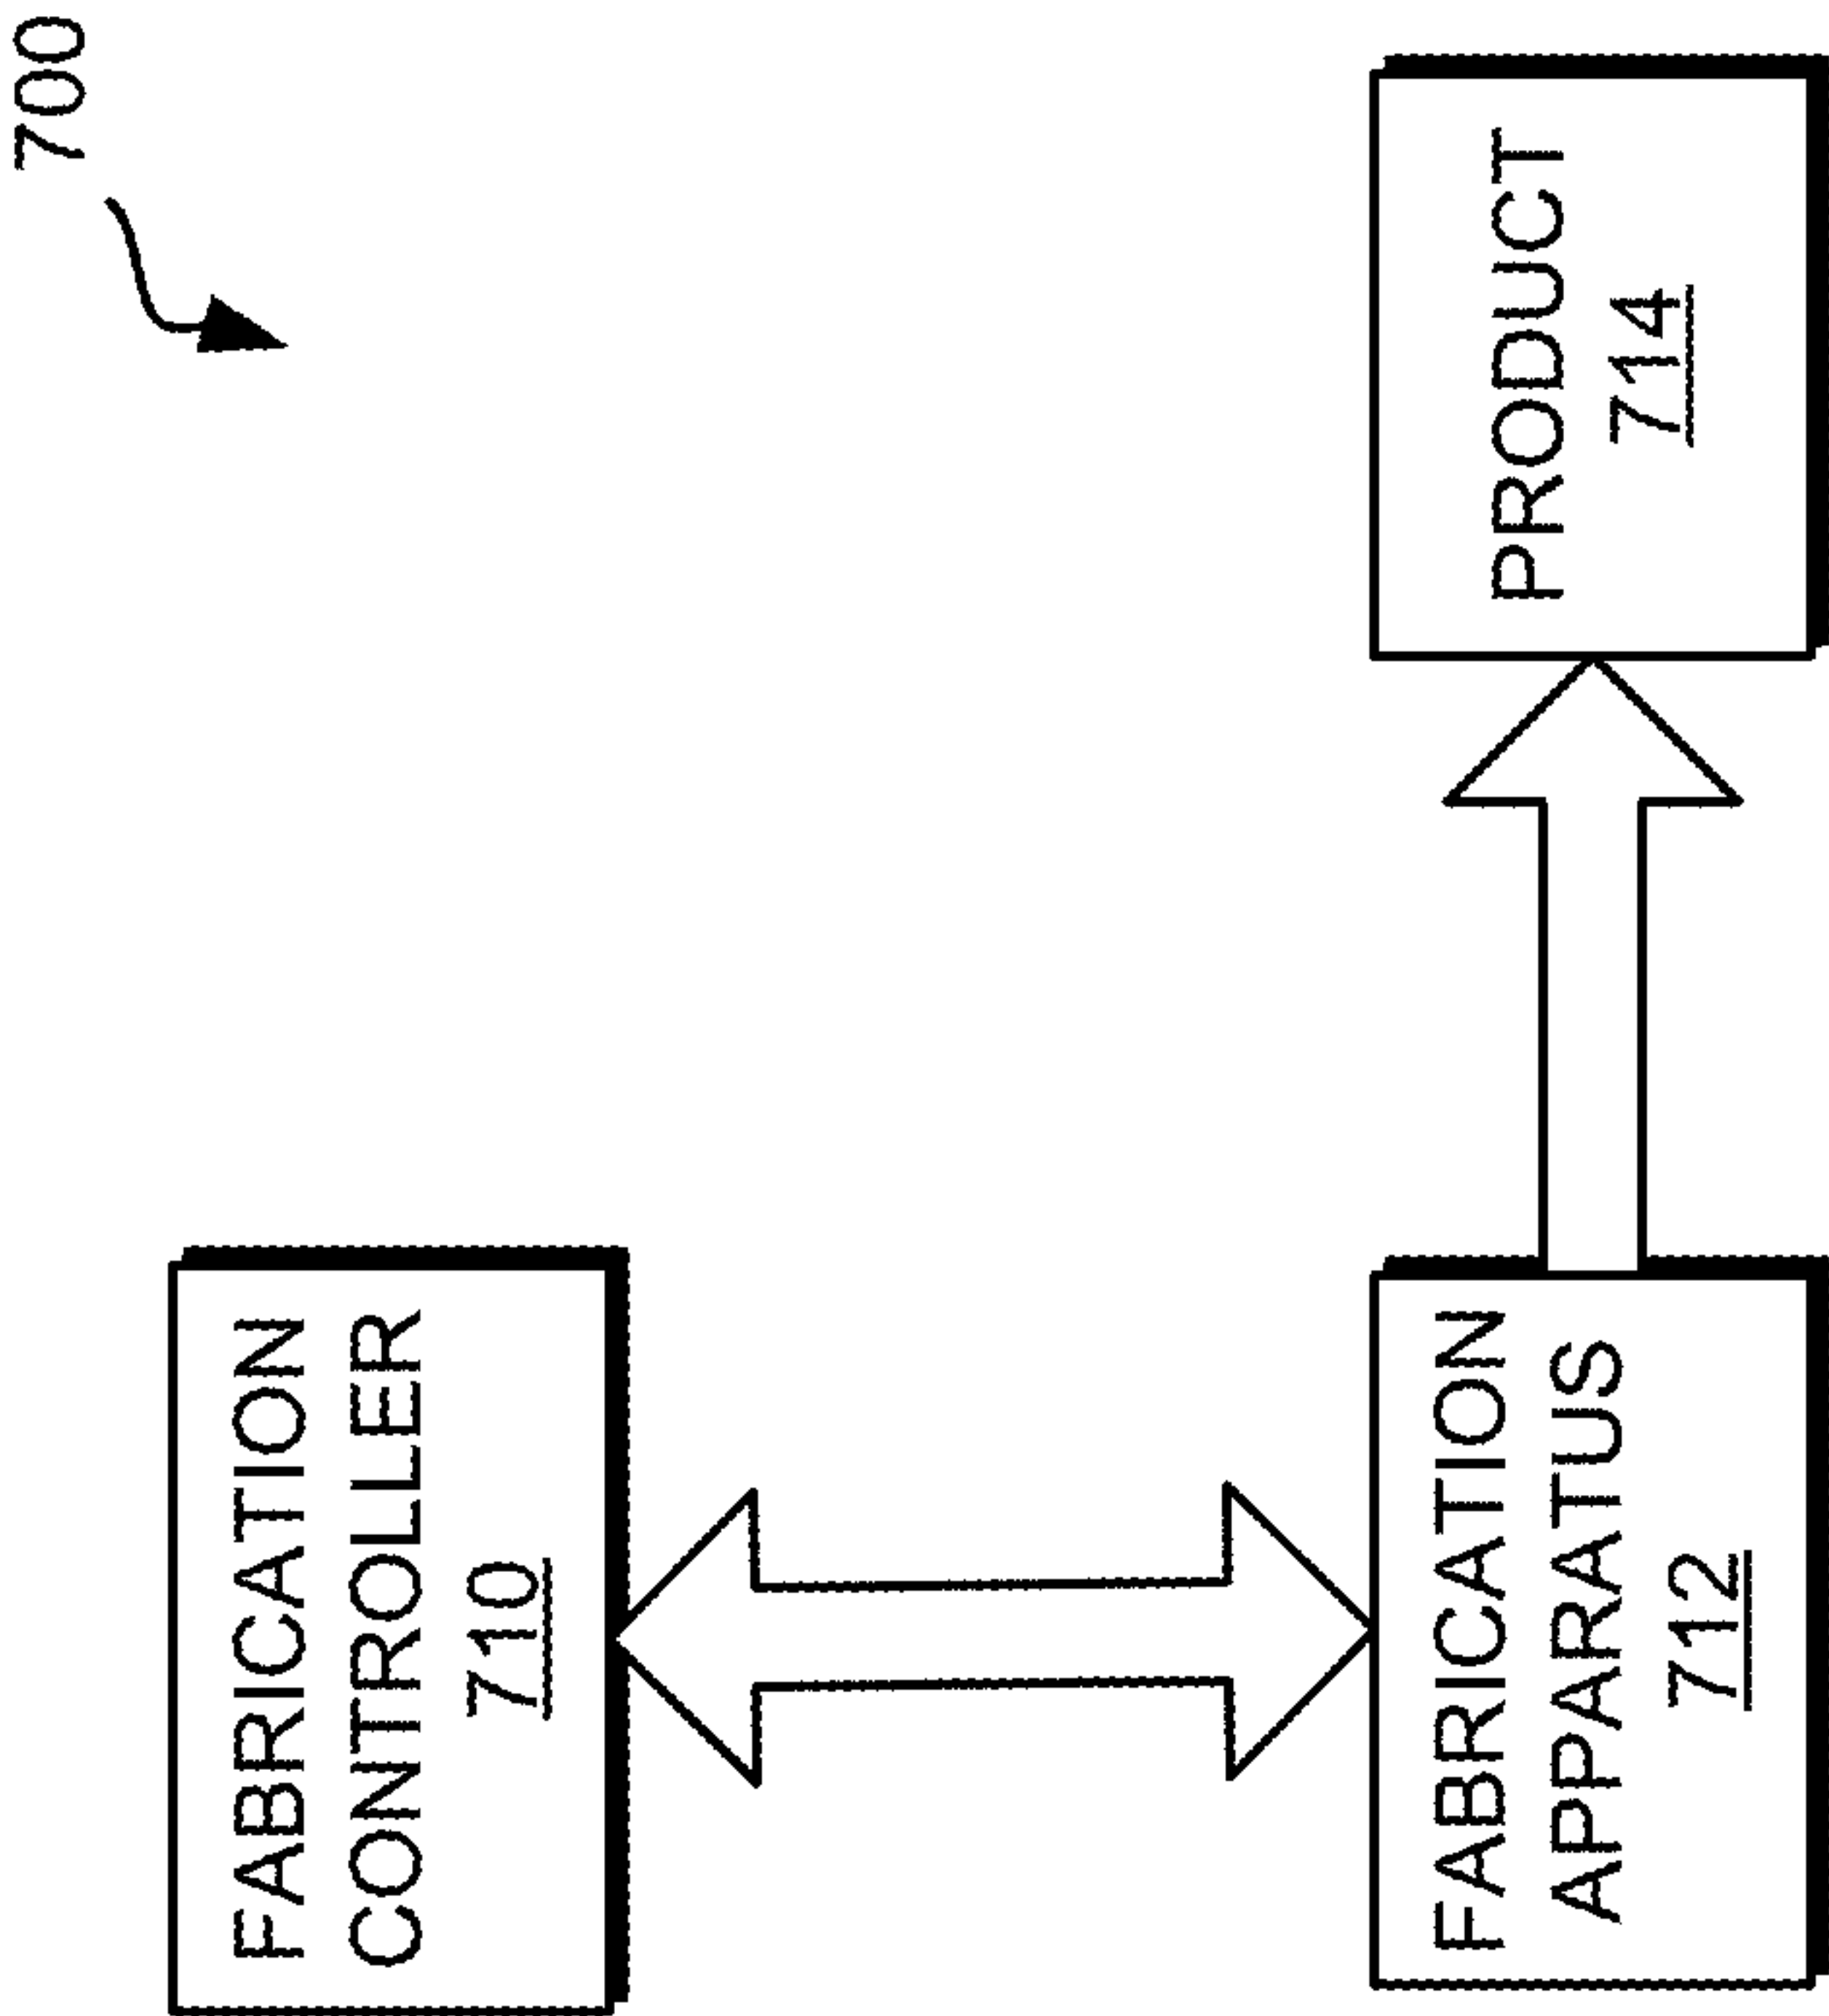 700
FABRICATION
CONTROLLER
710
FABRICATION
APPARATUS
712
PRODUCT
714